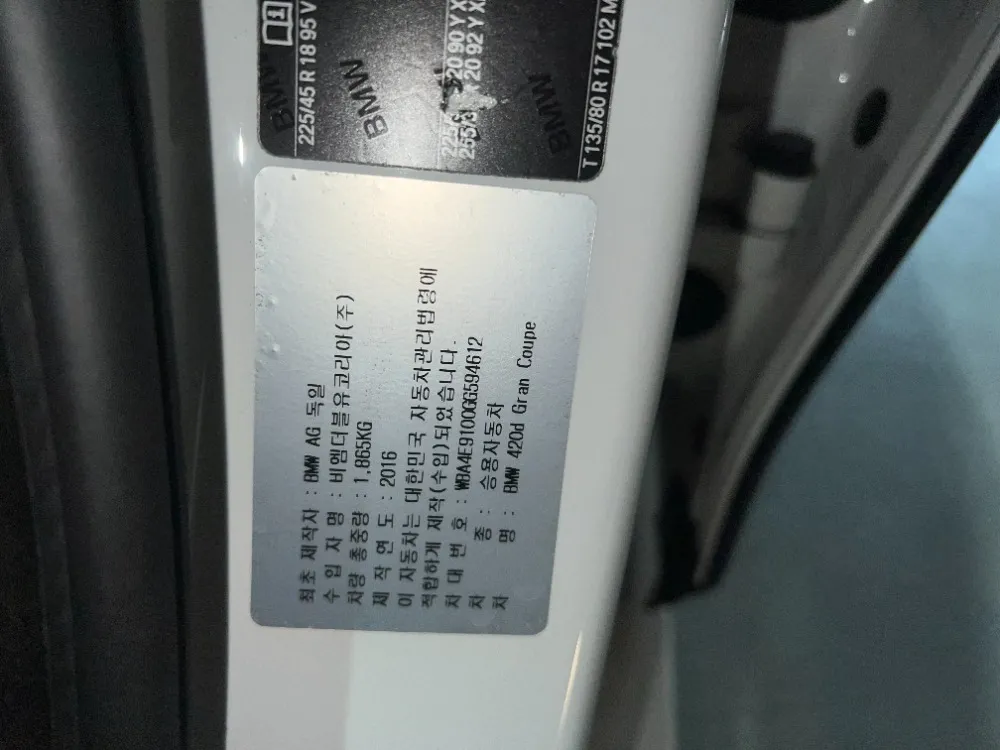 225/45 R 18 95 V
BMW
BMW
20 90 Y X
R 20 92 Y X
BMW
T 135/80 R 17 102 M
최초 제작자 : BMW AG 독일
수 입 자 명 : 비엠더블유코리아(주)
차량 총중량 : 1,865KG
제 작 연 도 : 2016
이 자동차는 대한민국 자동차관리법령에
적합하게 제작(수입)되었습니다.
차 대 번 호 : WBA4E9100GG594612
차 종 : 승용자동차
차 명 : BMW 420d Gran Coupe